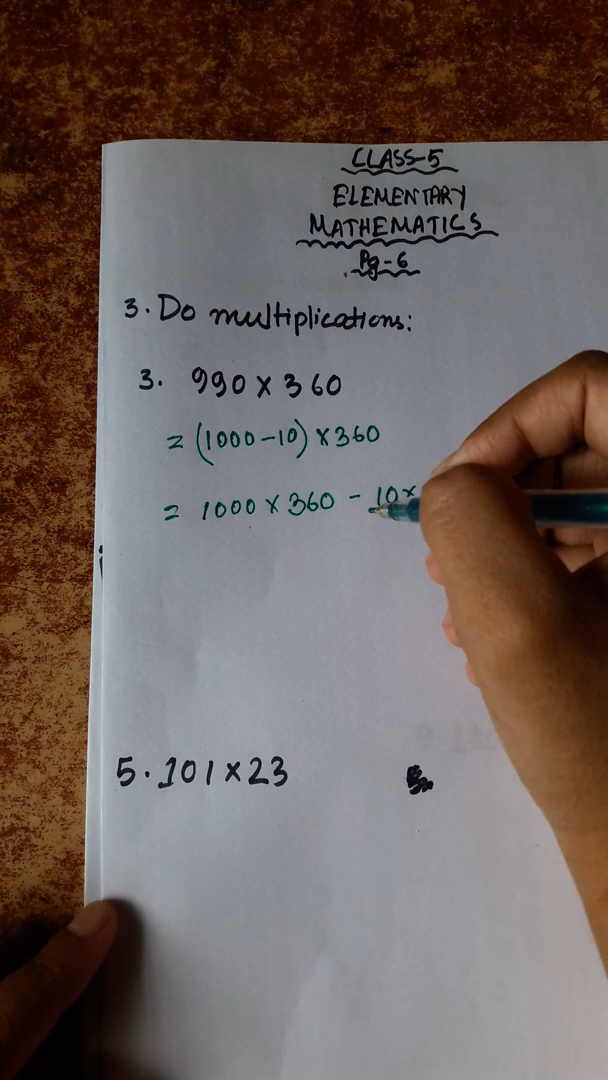 CLASS-5
ELEMENTARY
MATHEMATICS
Pg-6
3. Do multiplications:
3. 990 x 360
= (1000-10) x 360
= 1000 x 360 - 10x
5. 101 x 23